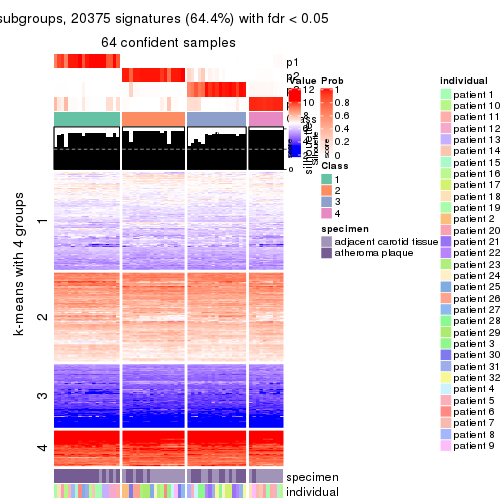 subgroups, 20375 signatures (64.4%) with fdr < 0.05
64 confident samples
p1
p2
1
2
3
4
k-means with 4 groups
specimen
individual
Value
12
10
8
6
4
2
0
Prob
1
0.8
0.6
0.4
0.2
0
Class
1
2
3
4
specimen
adjacent carotid tissue
atheroma plaque
individual
patient 1
patient 10
patient 11
patient 12
patient 13
patient 14
patient 15
patient 16
patient 17
patient 18
patient 19
patient 2
patient 20
patient 21
patient 22
patient 23
patient 24
patient 25
patient 26
patient 27
patient 28
patient 29
patient 3
patient 30
patient 31
patient 32
patient 4
patient 5
patient 6
patient 7
patient 8
patient 9